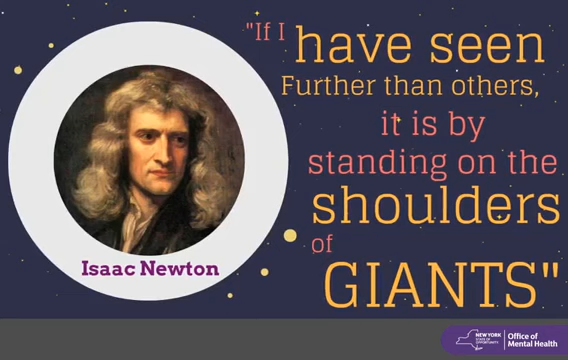 "If I have seen
Further than others,
it is by
standing on the
shoulders
of
GIANTS"
Isaac Newton
NEW YORK
STATE OF
OPPORTUNITY.
Office of
Mental Health